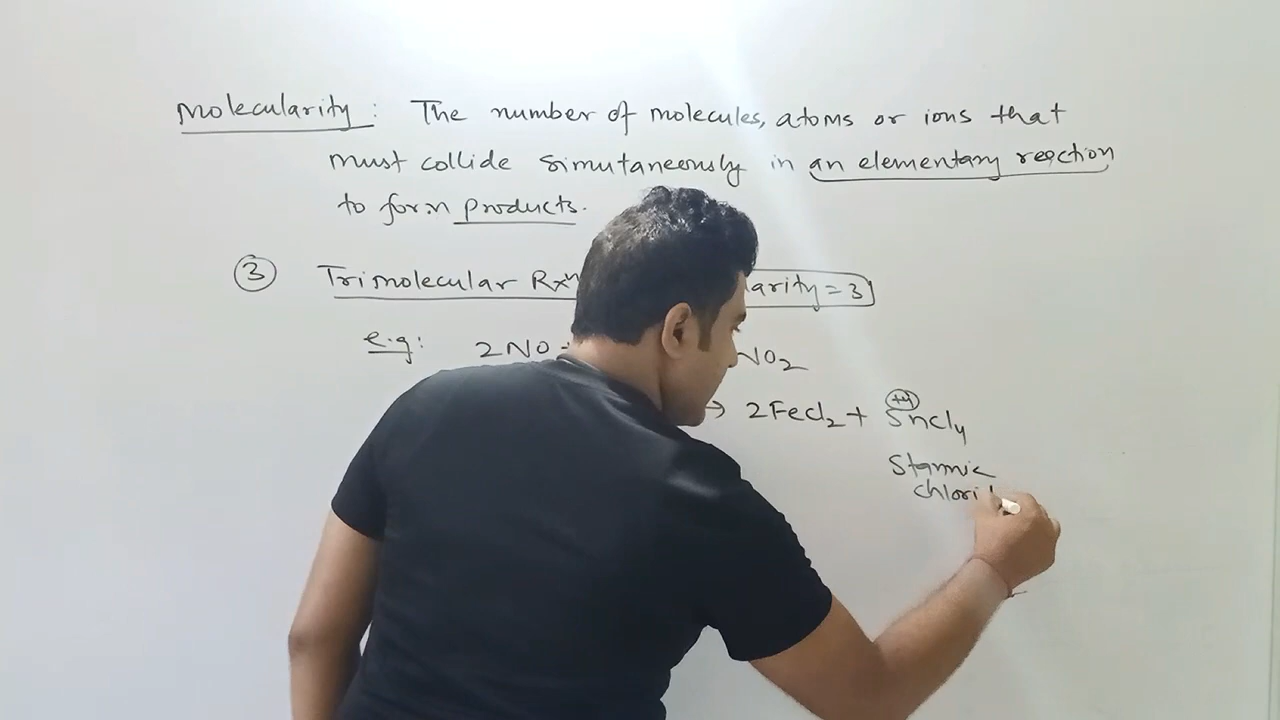 Molecularity : The number of molecules, atoms or ions that
must collide simutaneously in an elementary reaction
to form products.
③ Trimolecular Rxn arity = 3
e.g: 2NO NO₂
→ 2FeCl₂ + SnCl₄
+4
Stannic
chlori